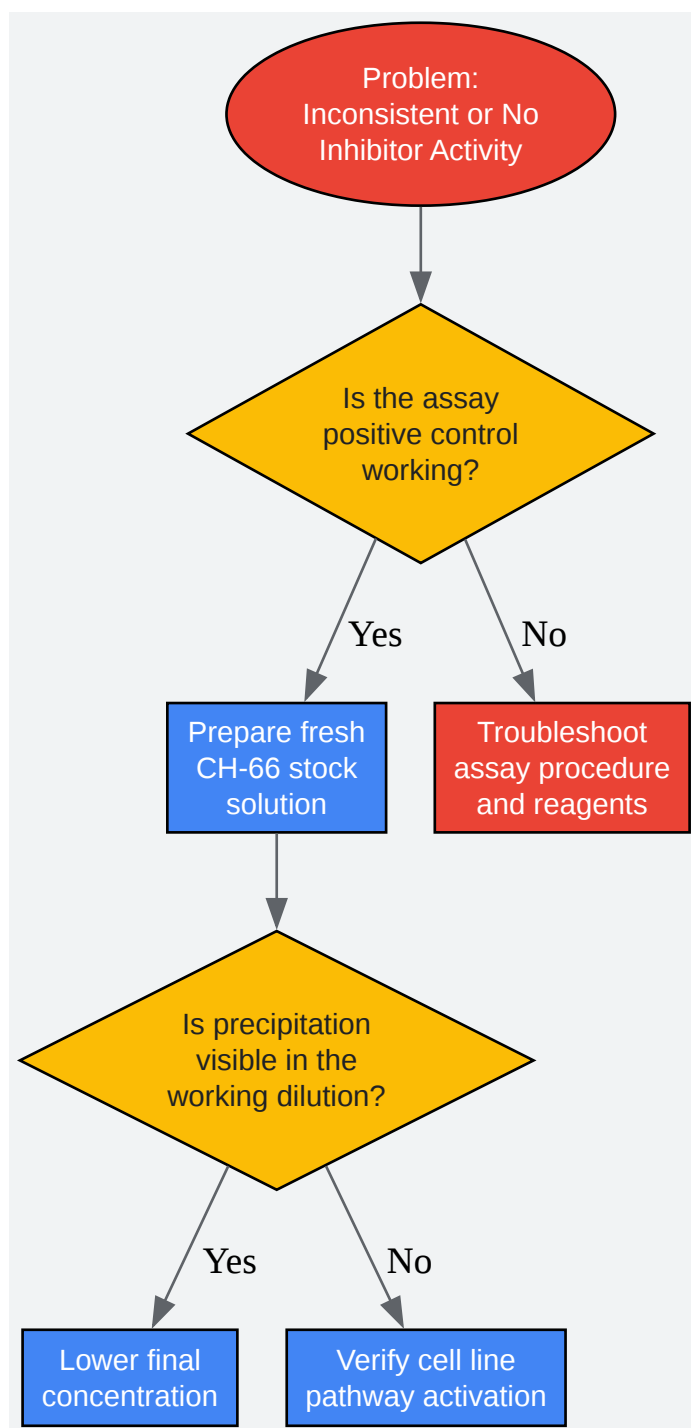 Problem:
Inconsistent or No
Inhibitor Activity
Is the assay
positive control
working?
Yes
No
Prepare fresh
CH-66 stock
solution
Troubleshoot
assay procedure
and reagents
Is precipitation
visible in the
working dilution?
Yes
No
Lower final
concentration
Verify cell line
pathway activation